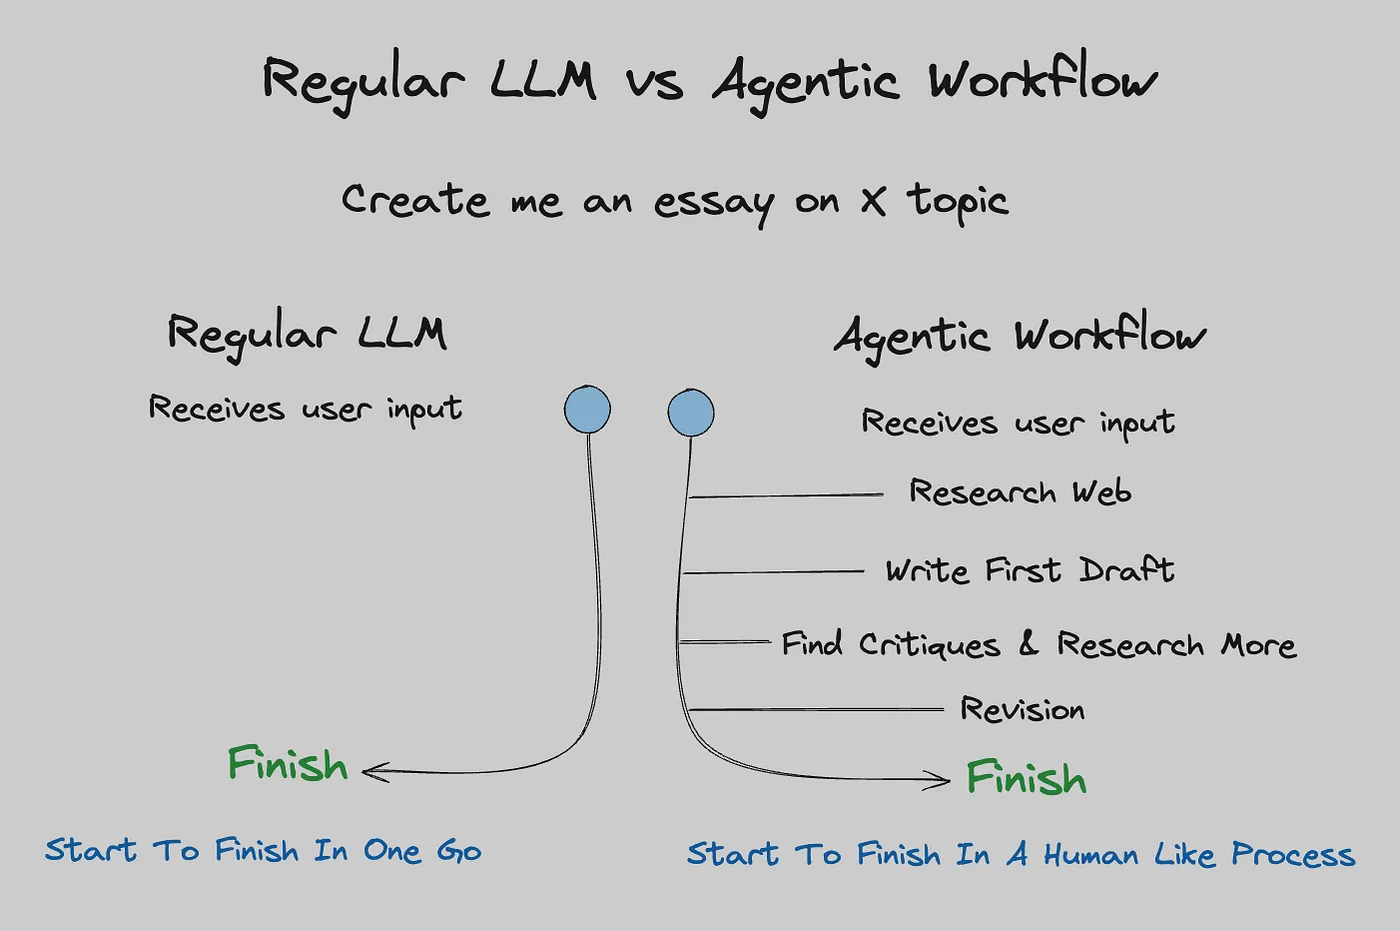 Regular LLM vs Agentic Workflow
Create me an essay on X topic
Regular LLM
Receives user input
Finish
Start To Finish In One Go
Agentic Workflow
Receives user input
Research Web
Write First Draft
Find Critiques & Research More
Revision
Finish
Start To Finish In A Human Like Process